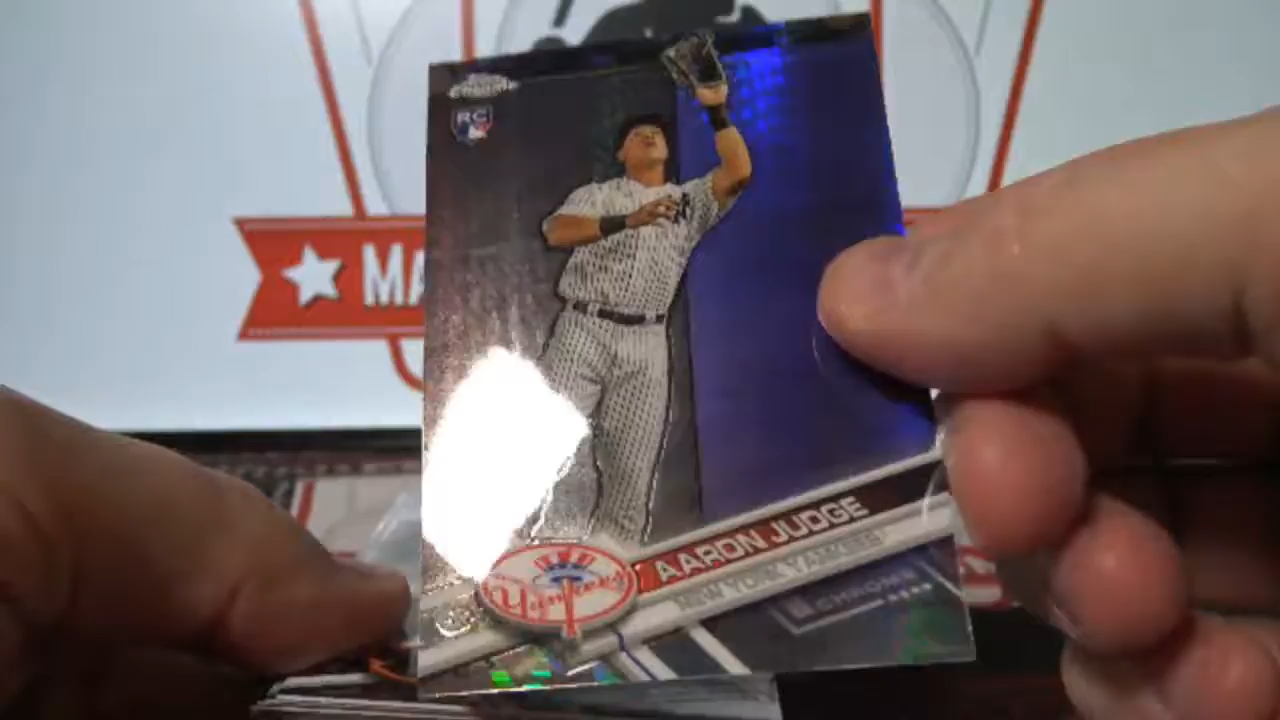 CHROME
RC
MA
AARON JUDGE
NEW YORK YANKEES
Yankees
CHROME